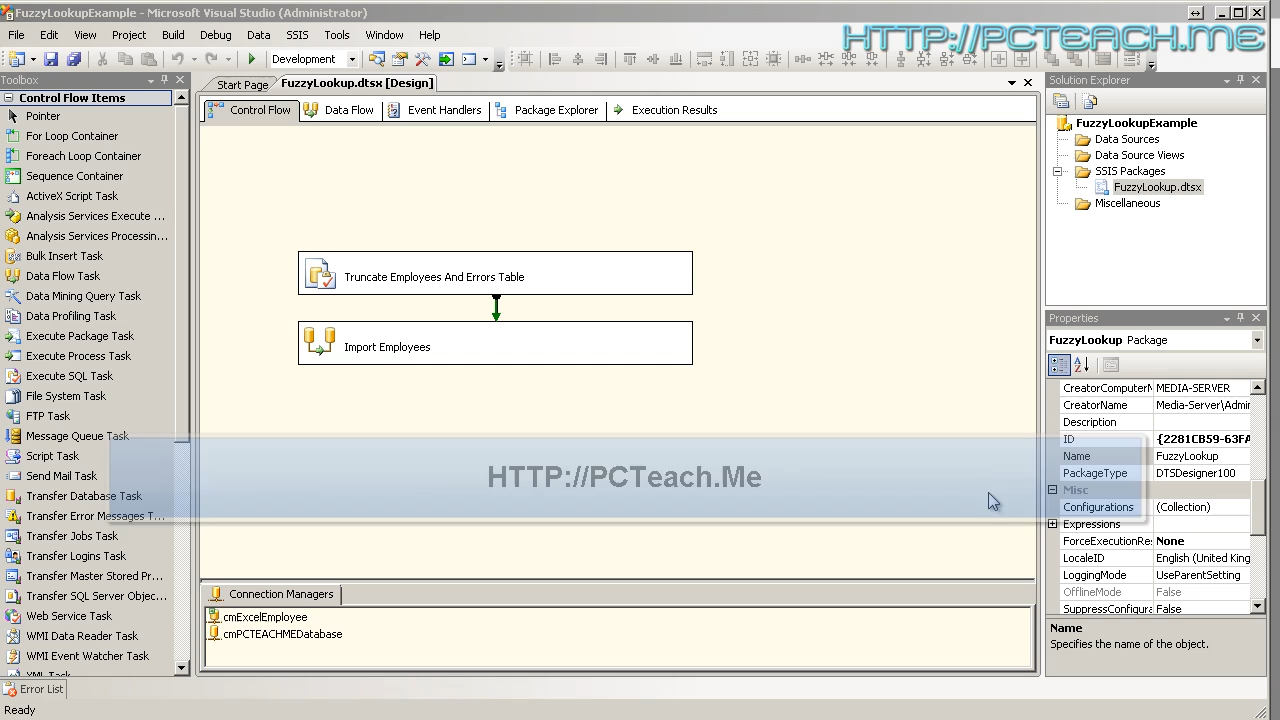 FuzzyLookupExample - Microsoft Visual Studio (Administrator)
File Edit View Project Build Debug Data SSIS Tools Window Help
HTTP://PCTEACH.ME
Development
Toolbox
Control Flow Items
Pointer
For Loop Container
Foreach Loop Container
Sequence Container
ActiveX Script Task
Analysis Services Execute ...
Analysis Services Processin...
Bulk Insert Task
Data Flow Task
Data Mining Query Task
Data Profiling Task
Execute Package Task
Execute Process Task
Execute SQL Task
File System Task
FTP Task
Message Queue Task
Script Task
Send Mail Task
Transfer Database Task
Transfer Error Messages T...
Transfer Jobs Task
Transfer Logins Task
Transfer Master Stored Pr...
Transfer SQL Server Objec...
Web Service Task
WMI Data Reader Task
WMI Event Watcher Task
XML Task
Error List
Ready
Start Page FuzzyLookup.dtsx [Design]
Control Flow Data Flow Event Handlers Package Explorer Execution Results
Truncate Employees And Errors Table
Import Employees
HTTP://PCTeach.Me
Connection Managers
cmExcelEmployee
cmPCTEACHMEDatabase
Solution Explorer
FuzzyLookupExample
Data Sources
Data Source Views
SSIS Packages
FuzzyLookup.dtsx
Miscellaneous
Properties
FuzzyLookup Package
CreatorComputerN MEDIA-SERVER
CreatorName Media-Server\Admin
Description
ID {2281CB59-63FA
Name FuzzyLookup
PackageType DTSDesigner100
Misc
Configurations (Collection)
Expressions
ForceExecutionRes None
LocaleID English (United King
LoggingMode UseParentSetting
OfflineMode False
SuppressConfigura False
Name
Specifies the name of the object.